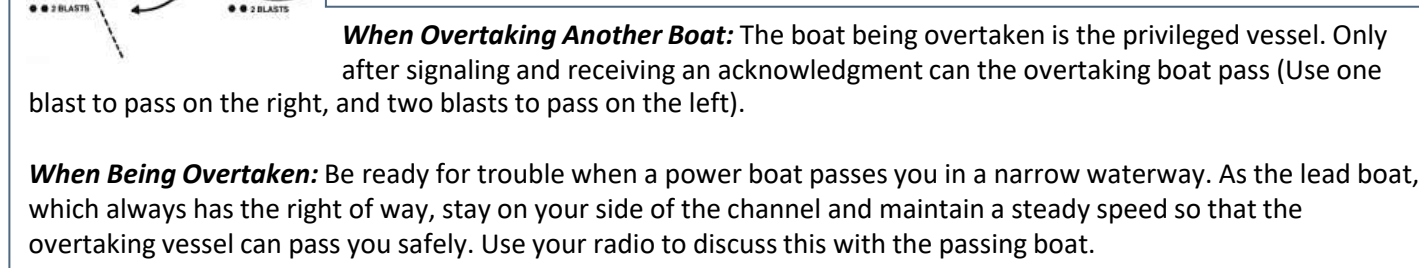 ● ● 2 BLASTS ● ● 2 BLASTS
When Overtaking Another Boat: The boat being overtaken is the privileged vessel. Only
after signaling and receiving an acknowledgment can the overtaking boat pass (Use one
blast to pass on the right, and two blasts to pass on the left).
When Being Overtaken: Be ready for trouble when a power boat passes you in a narrow waterway. As the lead boat,
which always has the right of way, stay on your side of the channel and maintain a steady speed so that the
overtaking vessel can pass you safely. Use your radio to discuss this with the passing boat.